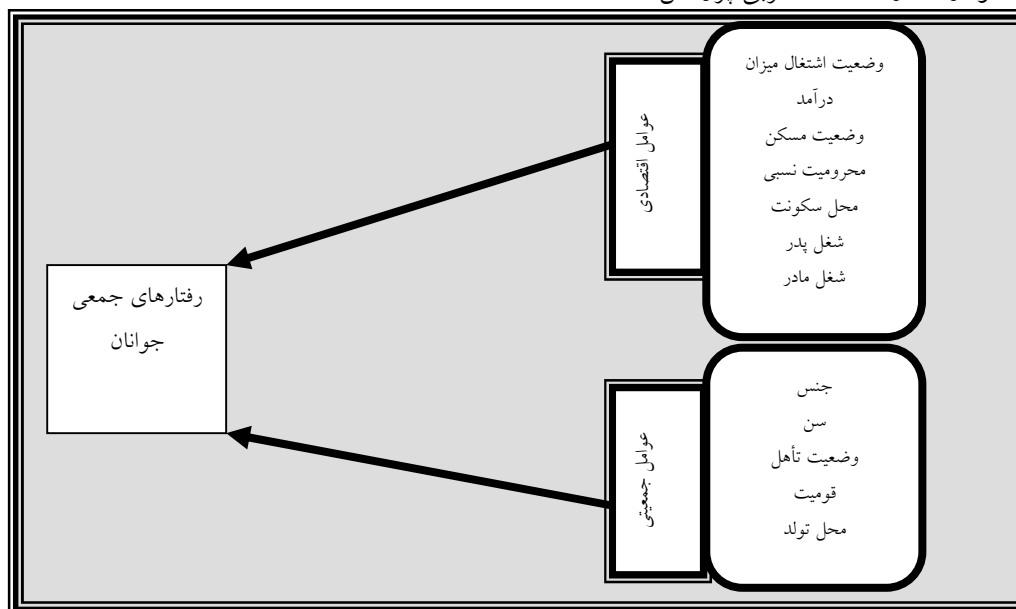 وضعیت اشتغال میزان
درآمد
وضعیت مسکن
محرومیت نسبی
محل سکونت
شغل پدر
شغل مادر
عوامل اقتصادی
رفتارهای جمعی
جوانان
جنس
سن
وضعیت تأهل
قومیت
محل تولد
عوامل جمعیتی